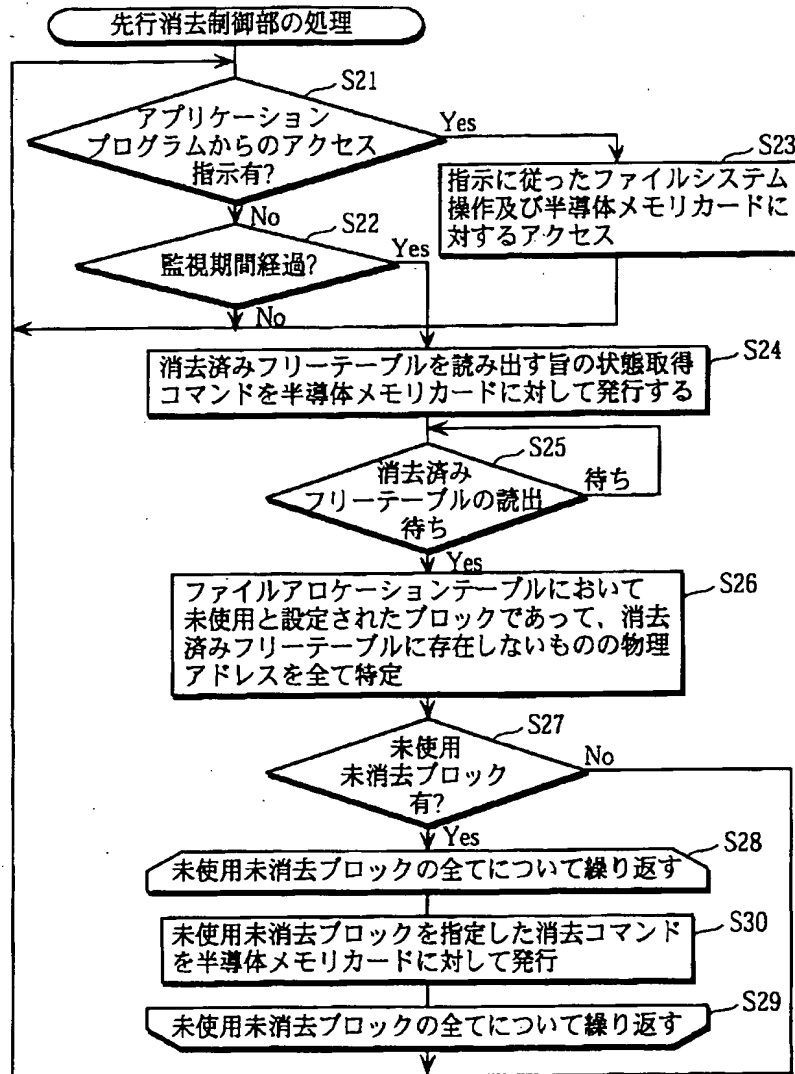 先行消去制御部の処理
S21
アプリケーション
プログラムからのアクセス
指示有?
Yes
S23
指示に従ったファイルシステム
操作及び半導体メモリカードに
対するアクセス
No
S22
監視期間経過?
Yes
No
S24
消去済みフリーテーブルを読み出す旨の状態取得
コマンドを半導体メモリカードに対して発行する
S25
消去済み
フリーテーブルの読出
待ち
待ち
Yes
S26
ファイルアロケーションテーブルにおいて
未使用と設定されたブロックであって、消去
済みフリーテーブルに存在しないものの物理
アドレスを全て特定
S27
未使用
未消去ブロック
有?
No
Yes
S28
未使用未消去ブロックの全てについて繰り返す
S30
未使用未消去ブロックを指定した消去コマンド
を半導体メモリカードに対して発行
S29
未使用未消去ブロックの全てについて繰り返す